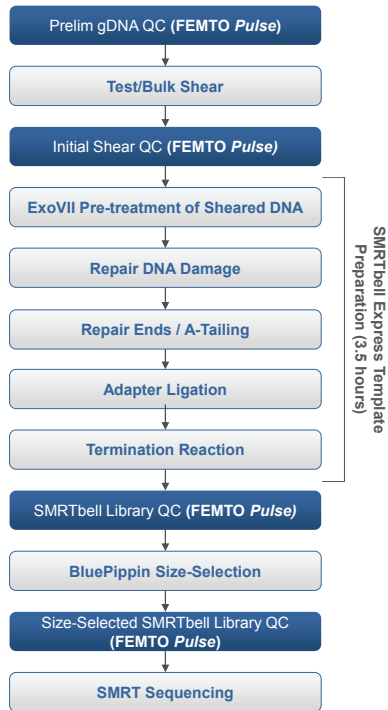 Prelim gDNA QC (FEMTO Pulse)
Test/Bulk Shear
Initial Shear QC (FEMTO Pulse)
ExoVII Pre-treatment of Sheared DNA
Repair DNA Damage
Repair Ends / A-Tailing
Adapter Ligation
Termination Reaction
SMRTbell Express Template
Preparation (3.5 hours)
SMRTbell Library QC (FEMTO Pulse)
BluePippin Size-Selection
Size-Selected SMRTbell Library QC
(FEMTO Pulse)
SMRT Sequencing